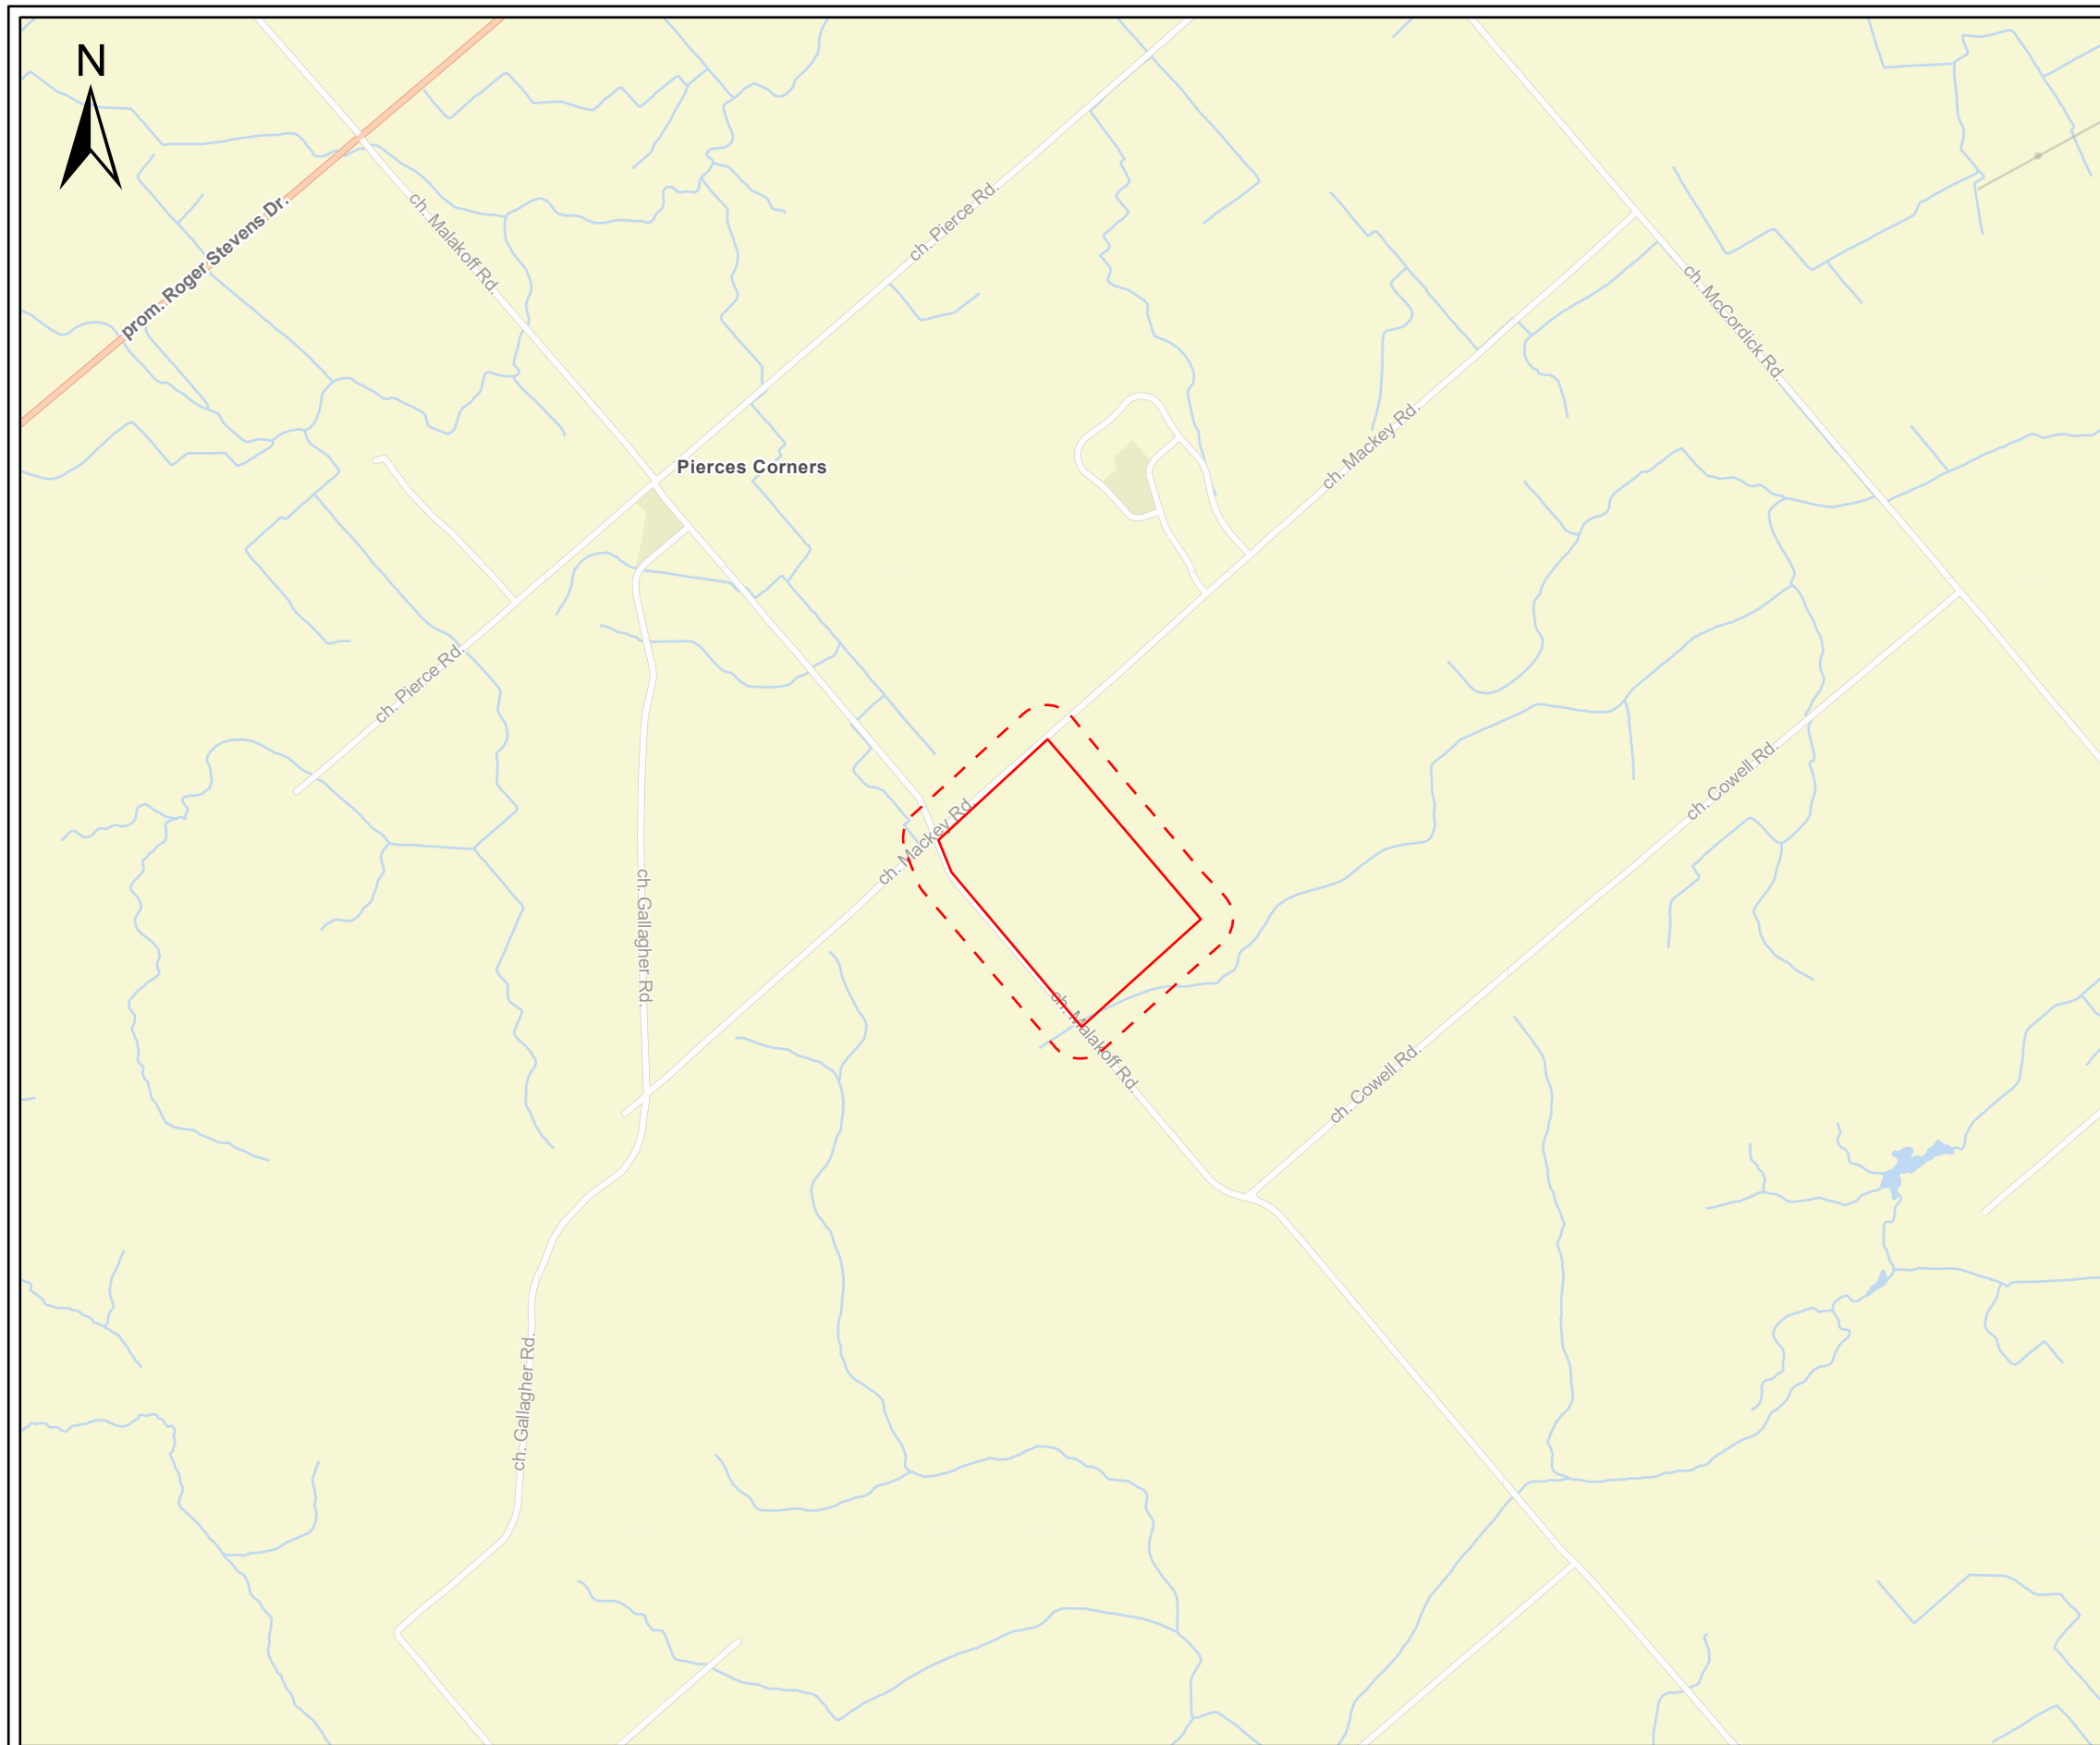 N
prom. Roger Stevens Dr.
ch. Malakoff Rd.
ch. Pierce Rd.
ch. McCordick Rd.
ch. Mackey Rd.
Pierces Corners
ch. Pierce Rd.
ch. Cowell Rd.
ch. Mackey Rd.
ch. Gallagher Rd.
ch. Malakoff Rd.
ch. Cowell Rd.
ch. Gallagher Rd.